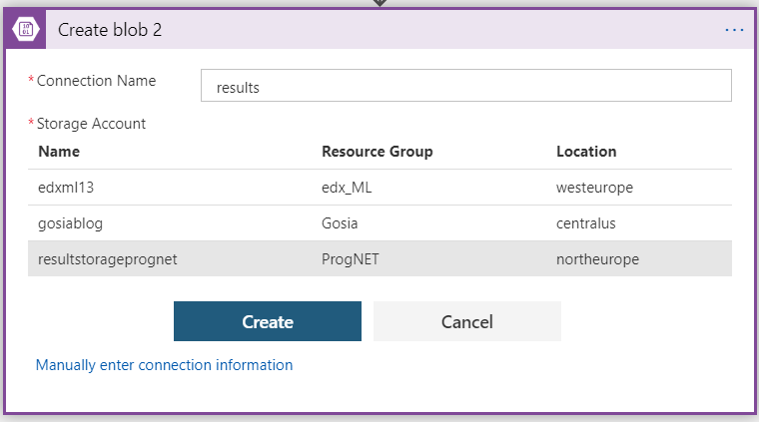 Create blob 2
...
* Connection Name
results
* Storage Account
Name Resource Group Location
edxml13 edx_ML westeurope
gosiablog Gosia centralus
resultstorageprognet ProgNET northeurope
Create Cancel
Manually enter connection information